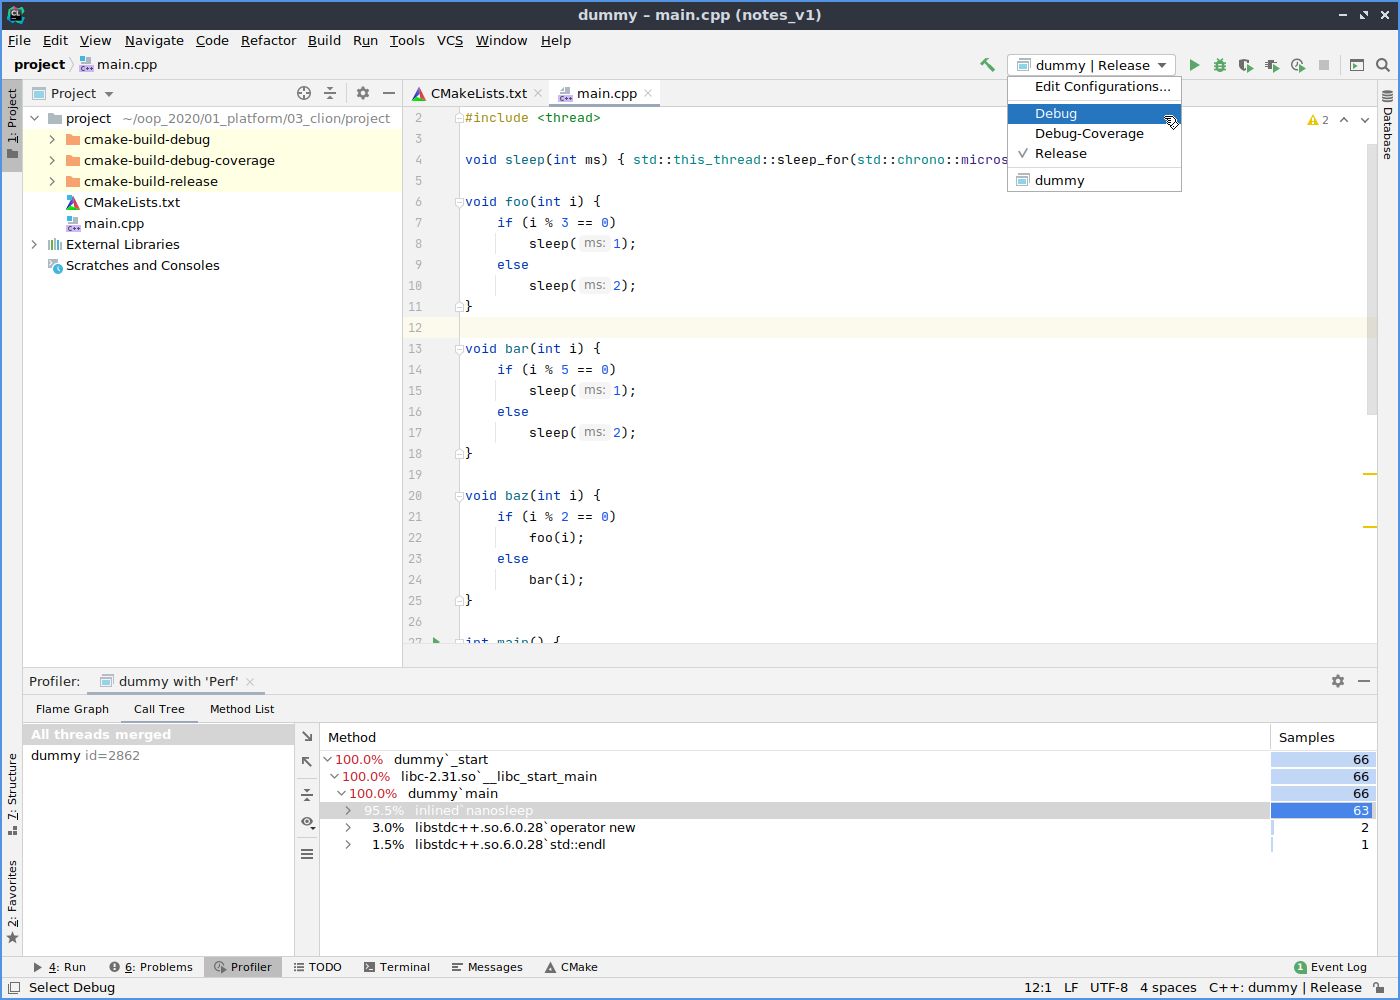 dummy – main.cpp (notes_v1)
File Edit View Navigate Code Refactor Build Run Tools VCS Window Help
project main.cpp dummy | Release
Edit Configurations...
Debug
Debug-Coverage
Release
dummy
1: Project
Project
project ~/oop_2020/01_platform/03_clion/project
cmake-build-debug
cmake-build-debug-coverage
cmake-build-release
CMakeLists.txt
main.cpp
External Libraries
Scratches and Consoles
CMakeLists.txt main.cpp
2
Database
2 #include <thread>
3
4 void sleep(int ms) { std::this_thread::sleep_for(std::chrono::micros
5
6 void foo(int i) {
7 if (i % 3 == 0)
8 sleep( ms: 1);
9 else
10 sleep( ms: 2);
11 }
12
13 void bar(int i) {
14 if (i % 5 == 0)
15 sleep( ms: 1);
16 else
17 sleep( ms: 2);
18 }
19
20 void baz(int i) {
21 if (i % 2 == 0)
22 foo(i);
23 else
24 bar(i);
25 }
26
27 int main() {
Profiler: dummy with 'Perf'
Flame Graph Call Tree Method List
All threads merged
dummy id=2862
Method Samples
100.0% dummy`_start 66
100.0% libc-2.31.so`__libc_start_main 66
100.0% dummy`main 66
95.5% inlined`nanosleep 63
3.0% libstdc++.so.6.0.28`operator new 2
1.5% libstdc++.so.6.0.28`std::endl 1
7: Structure
2: Favorites
4: Run 6: Problems Profiler TODO Terminal Messages CMake 1 Event Log
Select Debug 12:1 LF UTF-8 4 spaces C++: dummy | Release